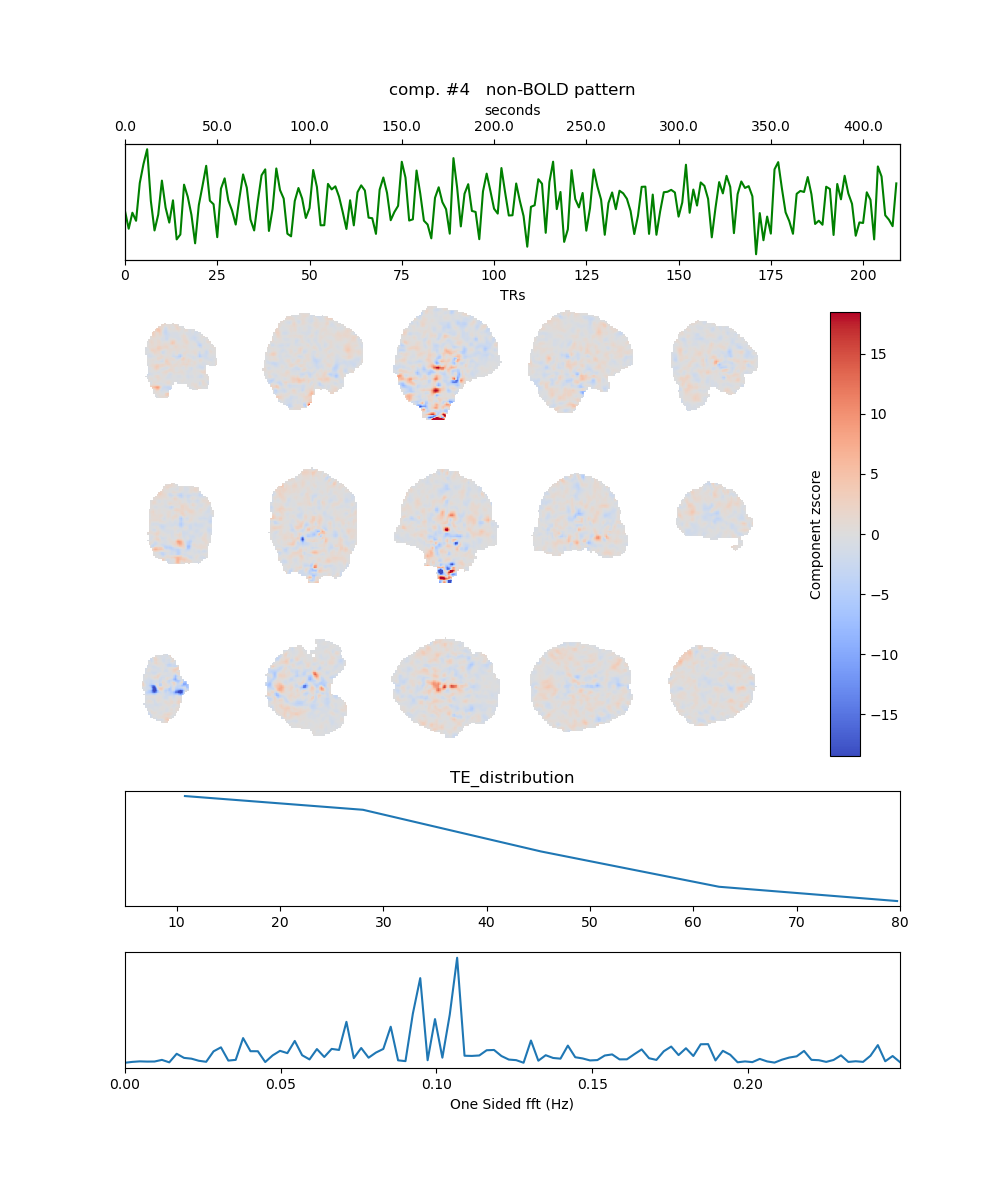 comp. #4   non-BOLD pattern
seconds
0.0 50.0 100.0 150.0 200.0 250.0 300.0 350.0 400.0
0 25 50 75 100 125 150 175 200
TRs
15
10
5
0
−5
−10
−15
Component zscore
TE_distribution
10 20 30 40 50 60 70 80
0.00 0.05 0.10 0.15 0.20
One Sided fft (Hz)